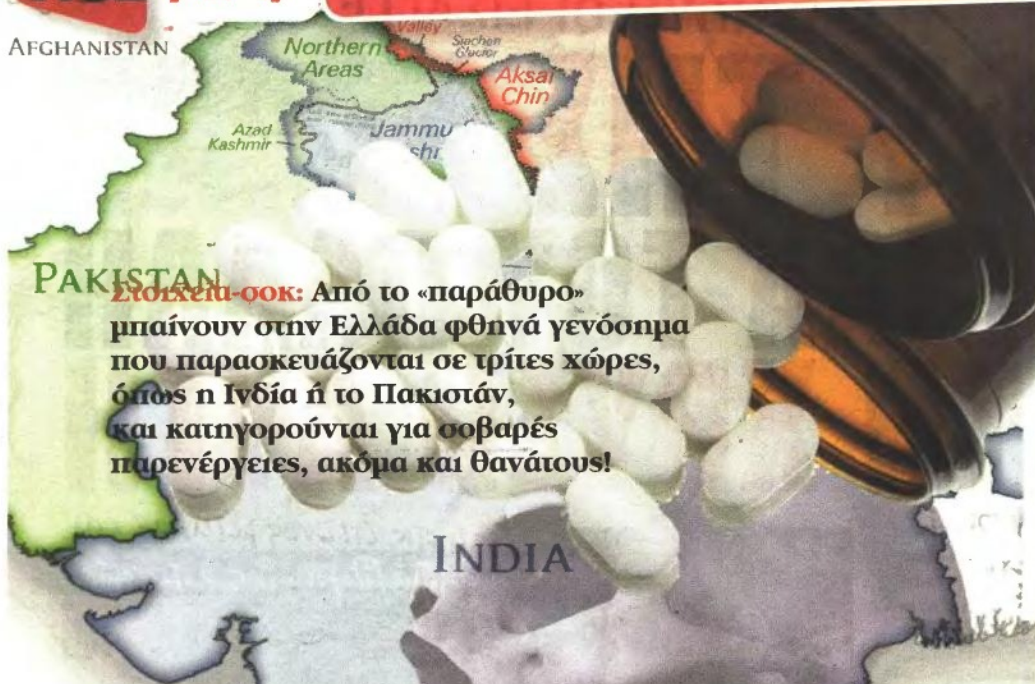 AFGHANISTAN
Northern
Areas
Valley
Siachen
Glacier
Aksai
Chin
Azad
Kashmir
Jammu
PAKISTAN
Στοιχεία-σοκ: Από το «παράθυρο»
μπαίνουν στην Ελλάδα φθηνά γενόσημα
που παρασκευάζονται σε τρίτες χώρες,
όπως η Ινδία ή το Πακιστάν,
και κατηγορούνται για σοβαρές
παρενέργειες, ακόμα και θανάτους!
INDIA